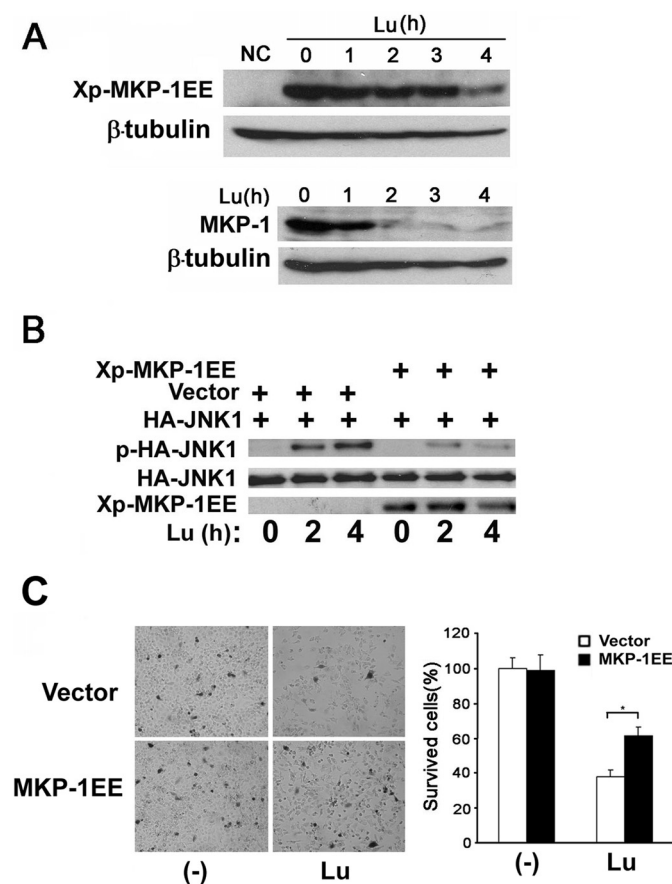 A
Lu(h)
NC 0 1 2 3 4
Xp-MKP-1EE
β-tubulin
Lu(h) 0 1 2 3 4
MKP-1
β-tubulin
B
Xp-MKP-1EE + + +
Vector + + +
HA-JNK1 + + + + + +
p-HA-JNK1
HA-JNK1
Xp-MKP-1EE
Lu (h): 0 2 4 0 2 4
C
Vector
MKP-1EE
(-) Lu
Survived cells(%)
120
100
80
60
40
20
0
Vector
MKP-1EE
*
(-) Lu